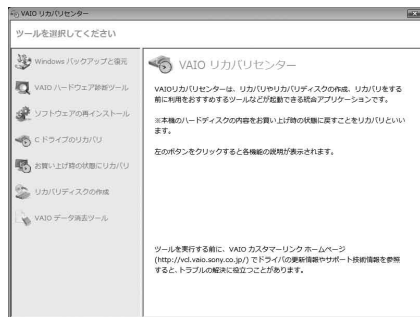 VAIO リカバリセンター
ツールを選択してください
Windows バックアップと復元
VAIO ハードウェア診断ツール
ソフトウェアの再インストール
C ドライブのリカバリ
お買い上げ時の状態にリカバリ
リカバリディスクの作成
VAIO データ消去ツール
VAIO リカバリセンター
VAIOリカバリセンターは、リカバリやリカバリディスクの作成、リカバリをする
前に利用をおすすめするツールなどが起動できる統合アプリケーションです。
※本機のハードディスクの内容をお買い上げ時の状態に戻すことをリカバリといい
ます。
左のボタンをクリックすると各機能の説明が表示されます。
ツールを実行する前に、VAIO カスタマーリンク ホームページ
(http://vcl.vaio.sony.co.jp/) でドライバの更新情報やサポート技術情報を参照
すると、トラブルの解決に役立つことがあります。